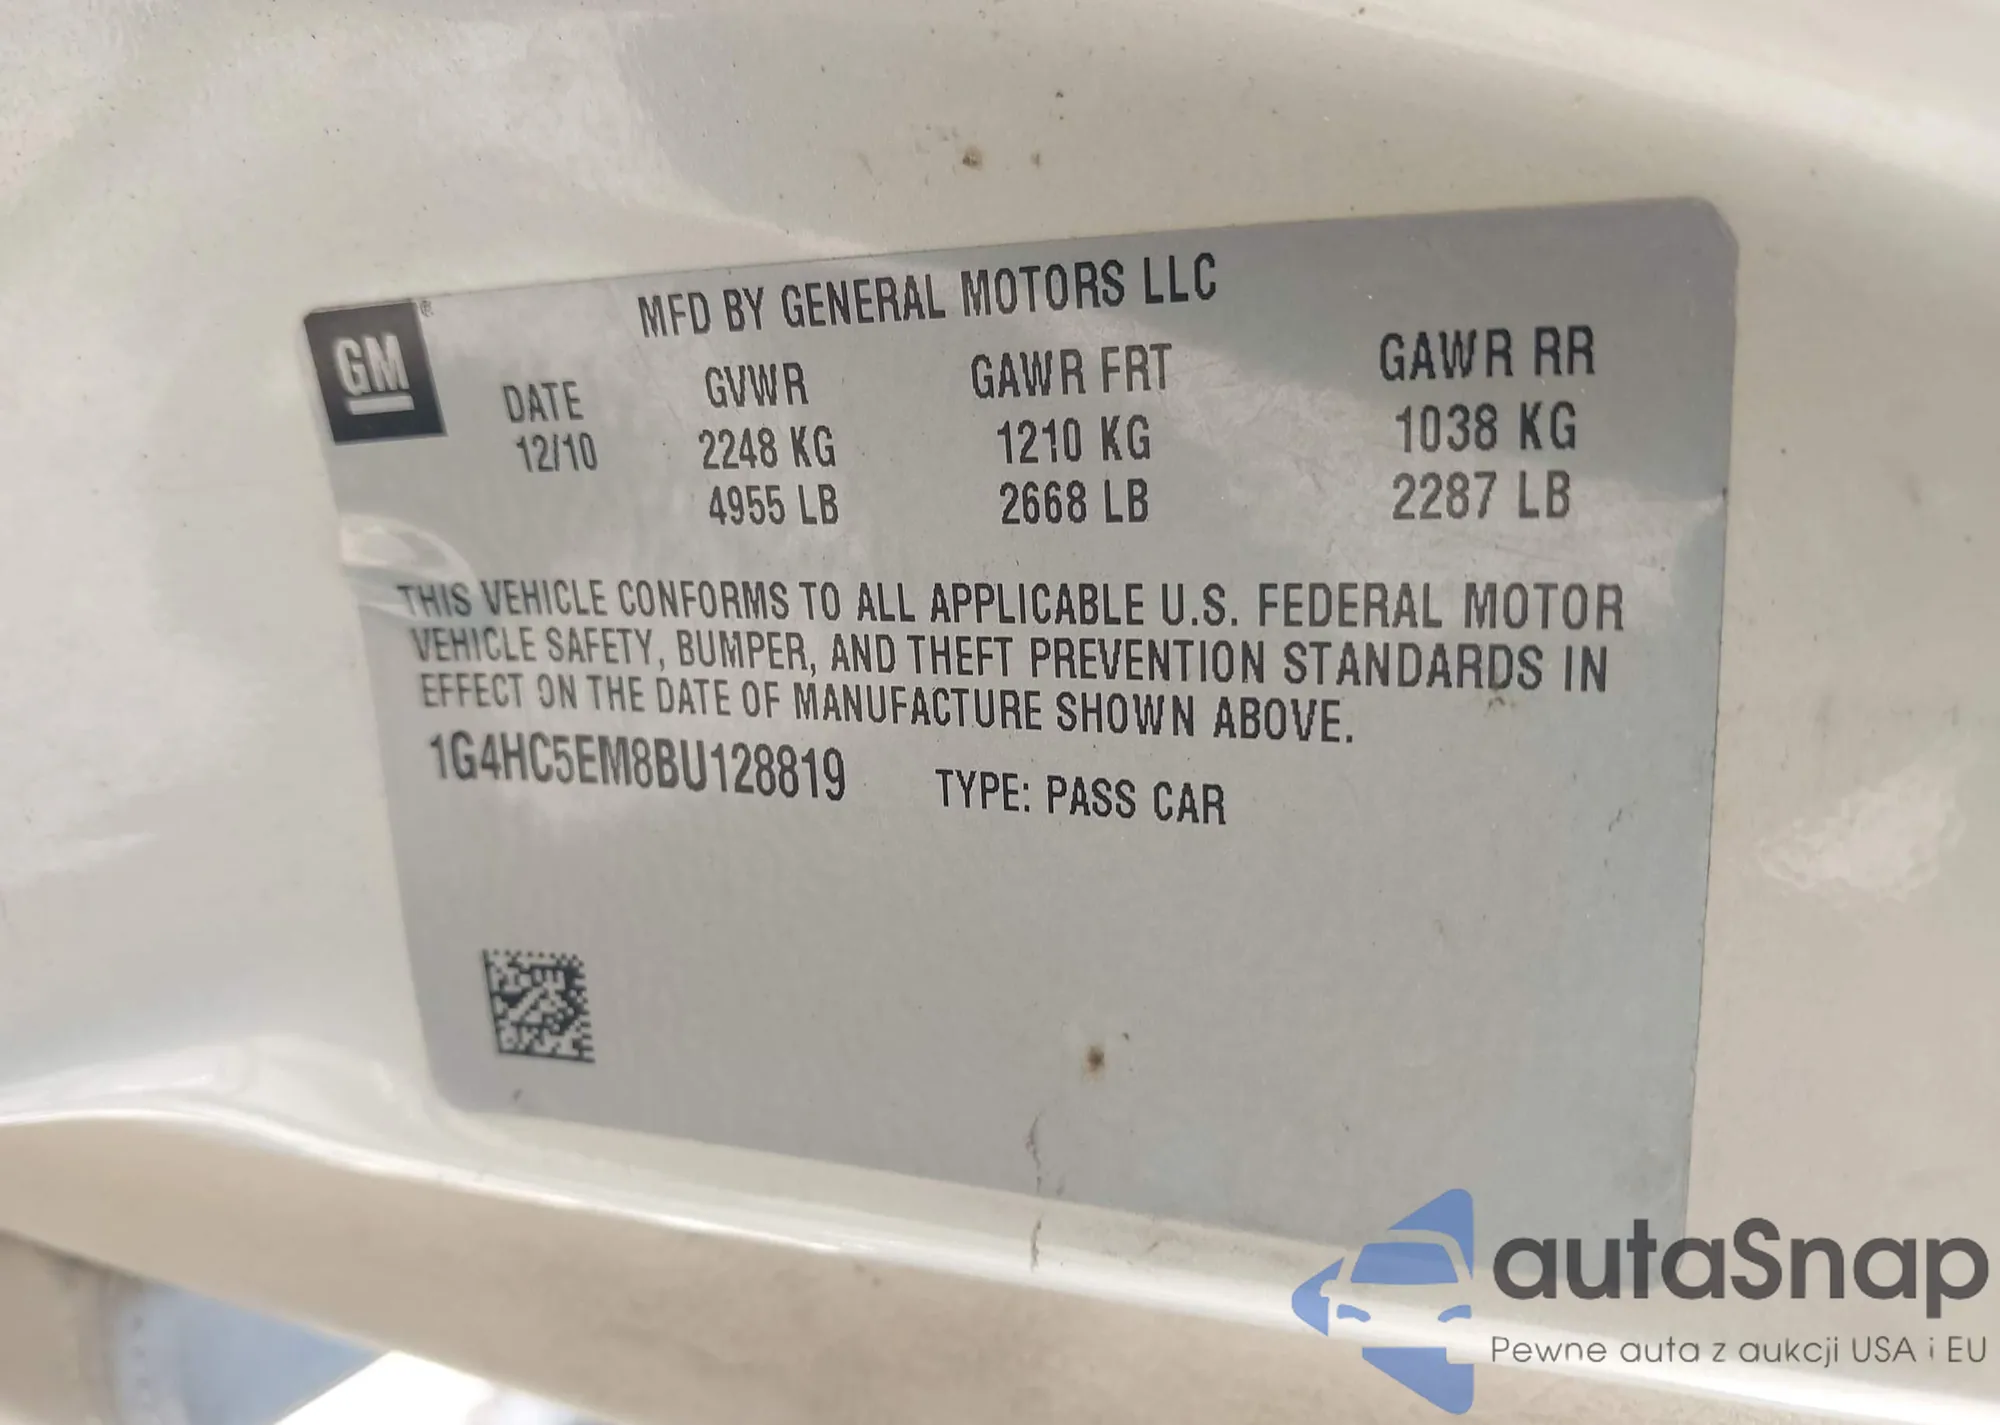 GM
®
MFD BY GENERAL MOTORS LLC
DATE GVWR GAWR FRT GAWR RR
12/10 2248 KG 1210 KG 1038 KG
4955 LB 2668 LB 2287 LB
THIS VEHICLE CONFORMS TO ALL APPLICABLE U.S. FEDERAL MOTOR
VEHICLE SAFETY, BUMPER, AND THEFT PREVENTION STANDARDS IN
EFFECT ON THE DATE OF MANUFACTURE SHOWN ABOVE.
1G4HC5EM8BU128819 TYPE: PASS CAR
autaSnap
Pewne auta z aukcji USA i EU